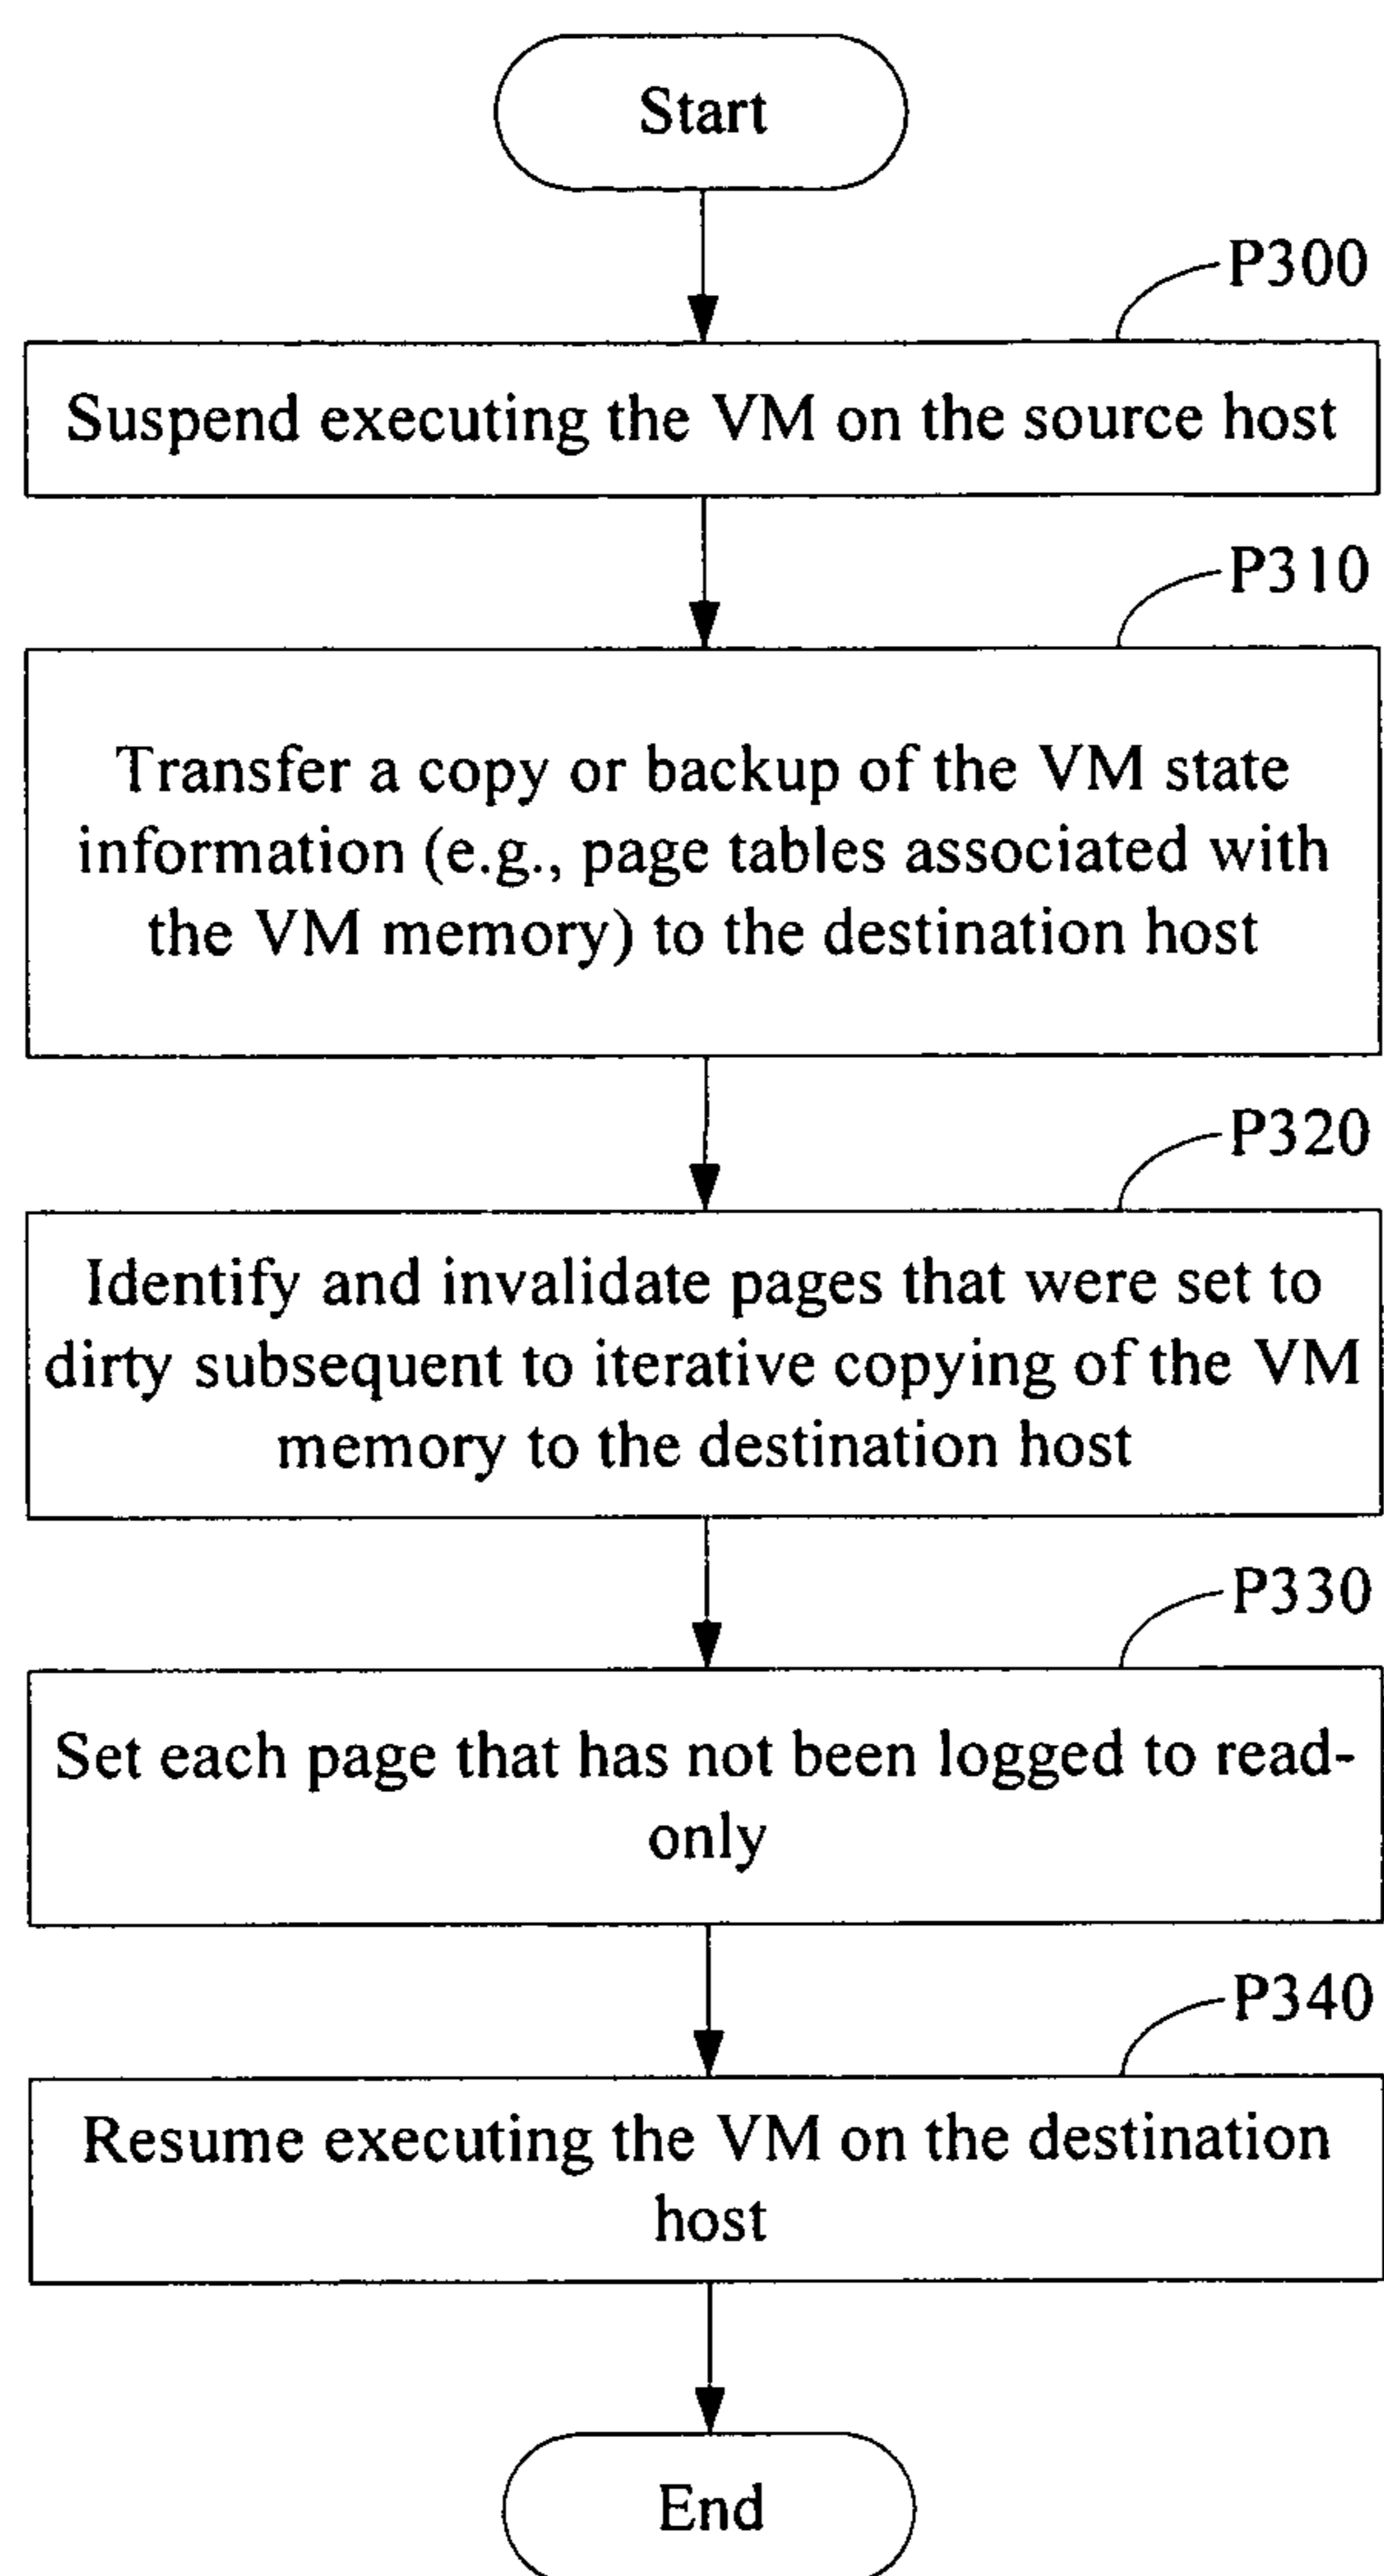 Start
P300
Suspend executing the VM on the source host
P310
Transfer a copy or backup of the VM state
information (e.g., page tables associated with
the VM memory) to the destination host
P320
Identify and invalidate pages that were set to
dirty subsequent to iterative copying of the VM
memory to the destination host
P330
Set each page that has not been logged to read-
only
P340
Resume executing the VM on the destination
host
End